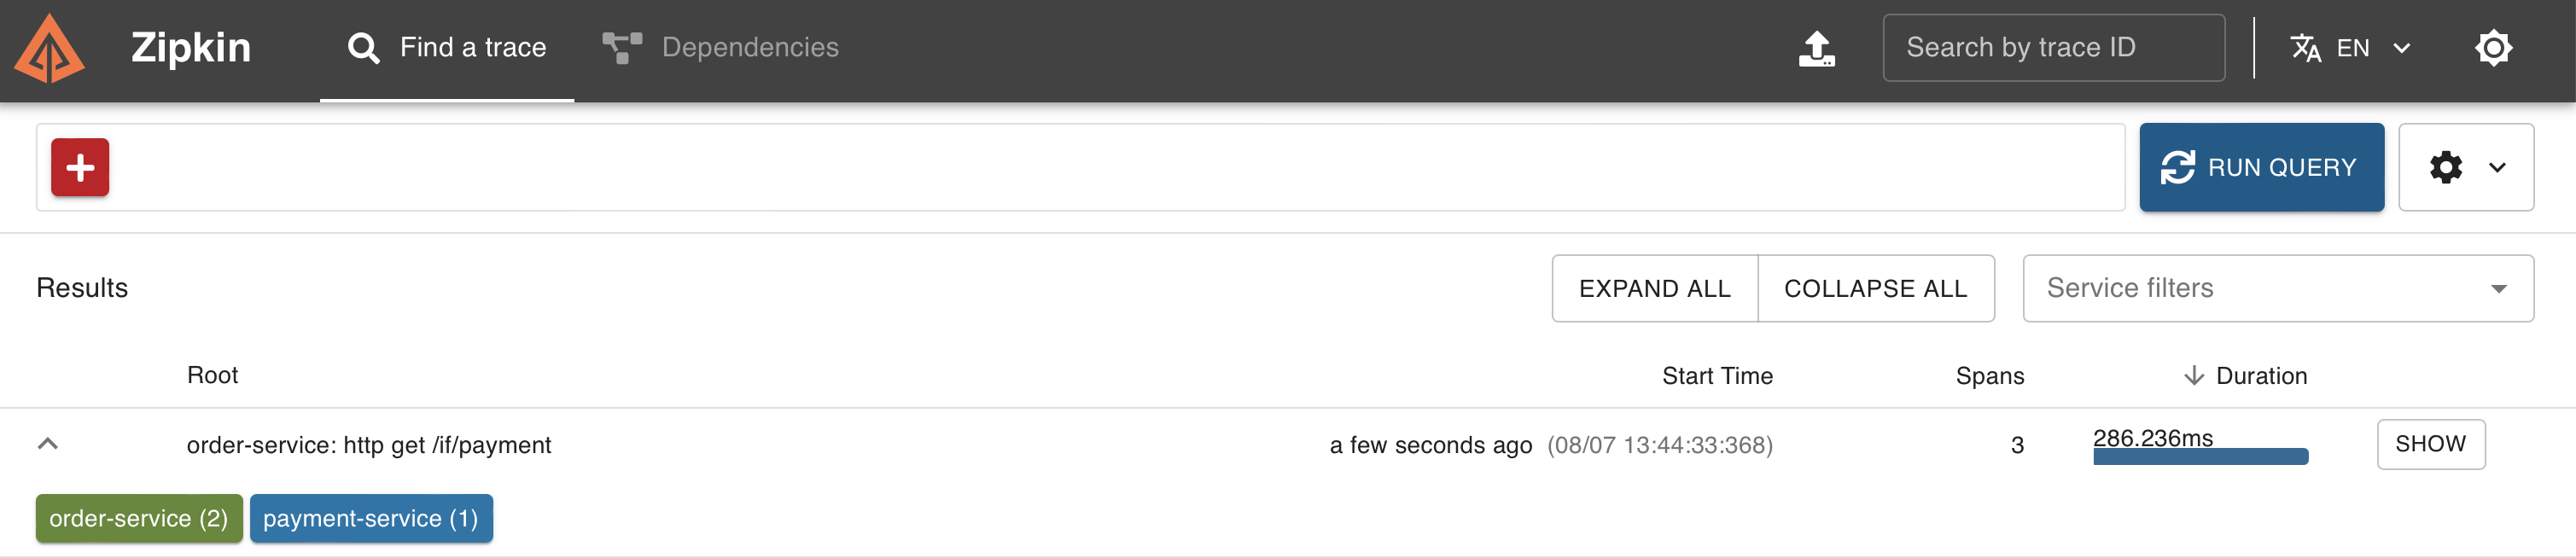 Zipkin Find a trace Dependencies Search by trace ID EN
RUN QUERY
Results EXPAND ALL COLLAPSE ALL Service filters
Root Start Time Spans Duration
order-service: http get /if/payment a few seconds ago (08/07 13:44:33:368) 3 286.236ms SHOW
order-service (2) payment-service (1)